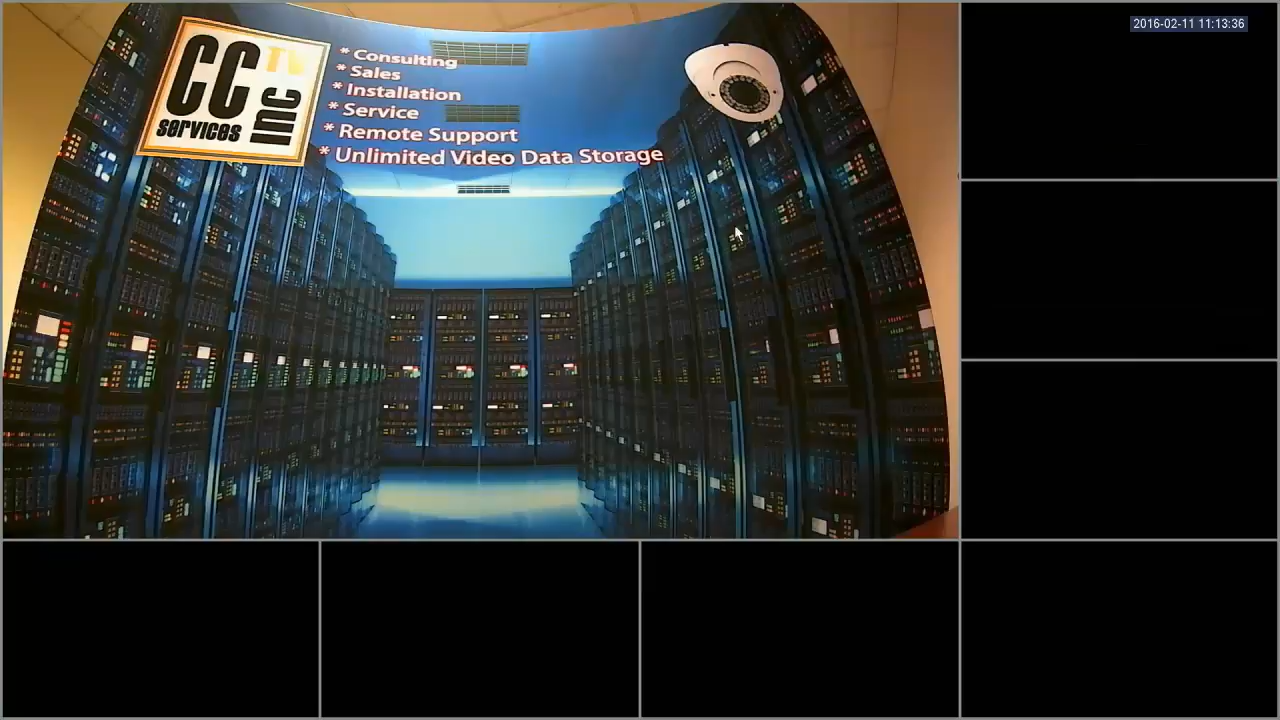 CC TV
services INC
* Consulting
* Sales
* Installation
* Service
* Remote Support
* Unlimited Video Data Storage
2016-02-11 11:13:36